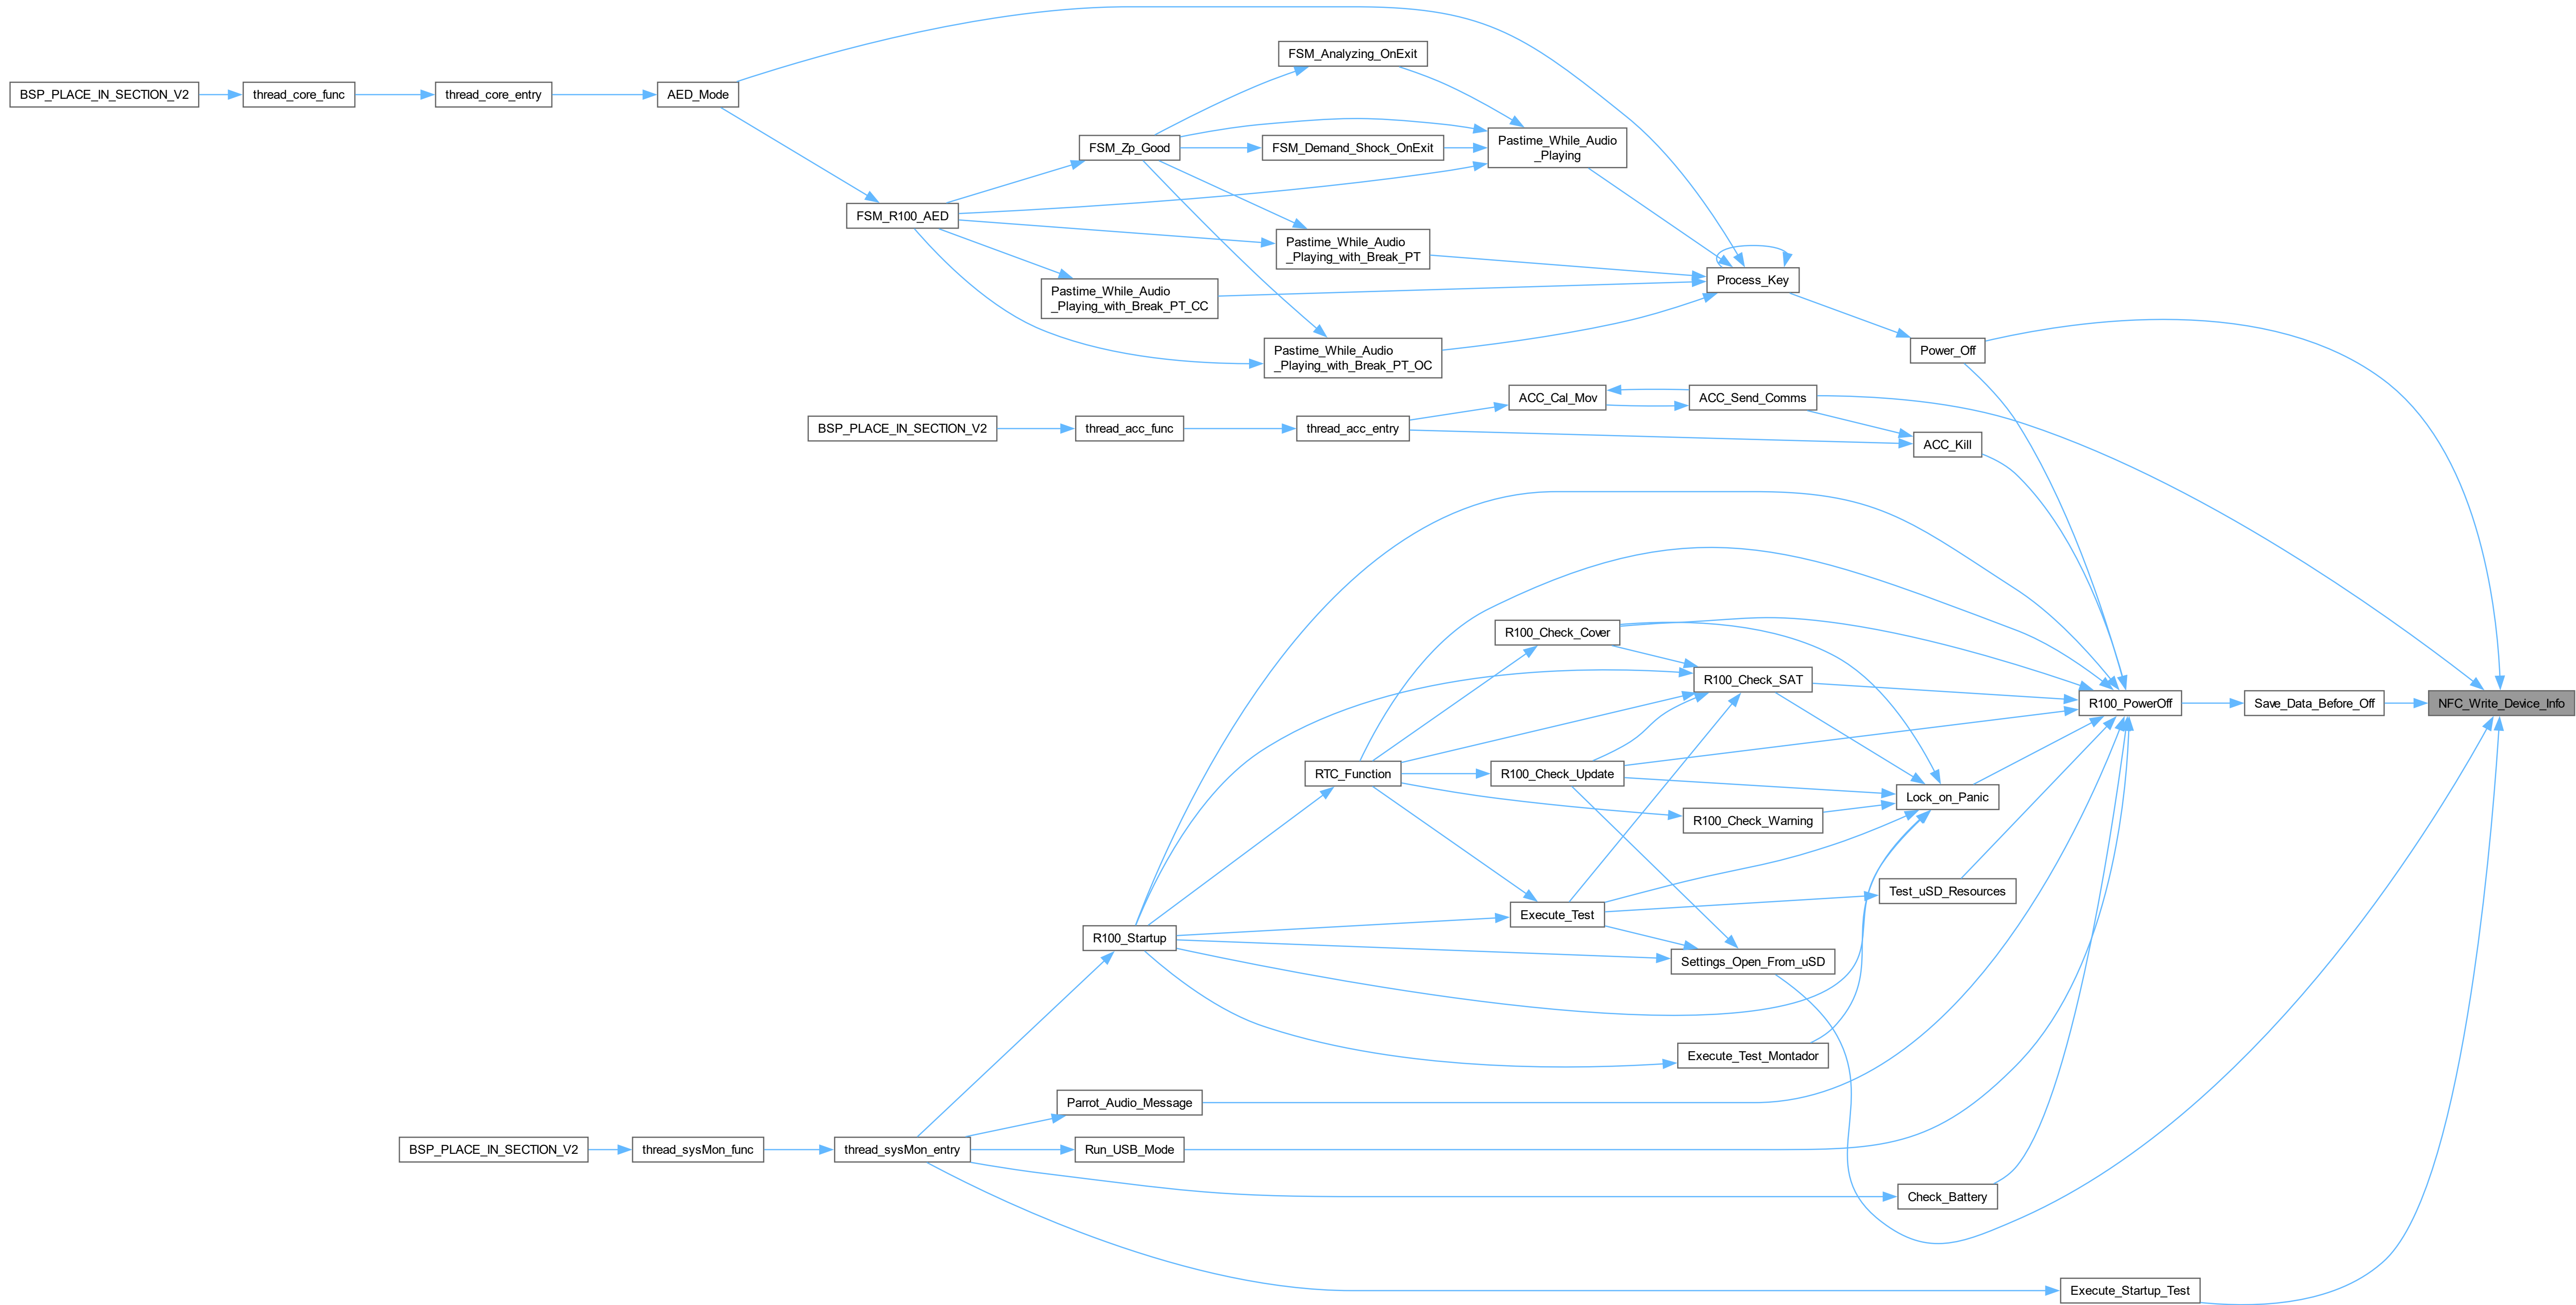 FSM_Analyzing_OnExit
BSP_PLACE_IN_SECTION_V2
thread_core_func
thread_core_entry
AED_Mode
FSM_Zp_Good
FSM_Demand_Shock_OnExit
Pastime_While_Audio
_Playing
FSM_R100_AED
Pastime_While_Audio
_Playing_with_Break_PT
Process_Key
Pastime_While_Audio
_Playing_with_Break_PT_CC
Pastime_While_Audio
_Playing_with_Break_PT_OC
Power_Off
ACC_Cal_Mov
ACC_Send_Comms
BSP_PLACE_IN_SECTION_V2
thread_acc_func
thread_acc_entry
ACC_Kill
R100_Check_Cover
R100_Check_SAT
R100_PowerOff
Save_Data_Before_Off
NFC_Write_Device_Info
RTC_Function
R100_Check_Update
Lock_on_Panic
R100_Check_Warning
Test_uSD_Resources
Execute_Test
R100_Startup
Settings_Open_From_uSD
Execute_Test_Montador
Parrot_Audio_Message
BSP_PLACE_IN_SECTION_V2
thread_sysMon_func
thread_sysMon_entry
Run_USB_Mode
Check_Battery
Execute_Startup_Test